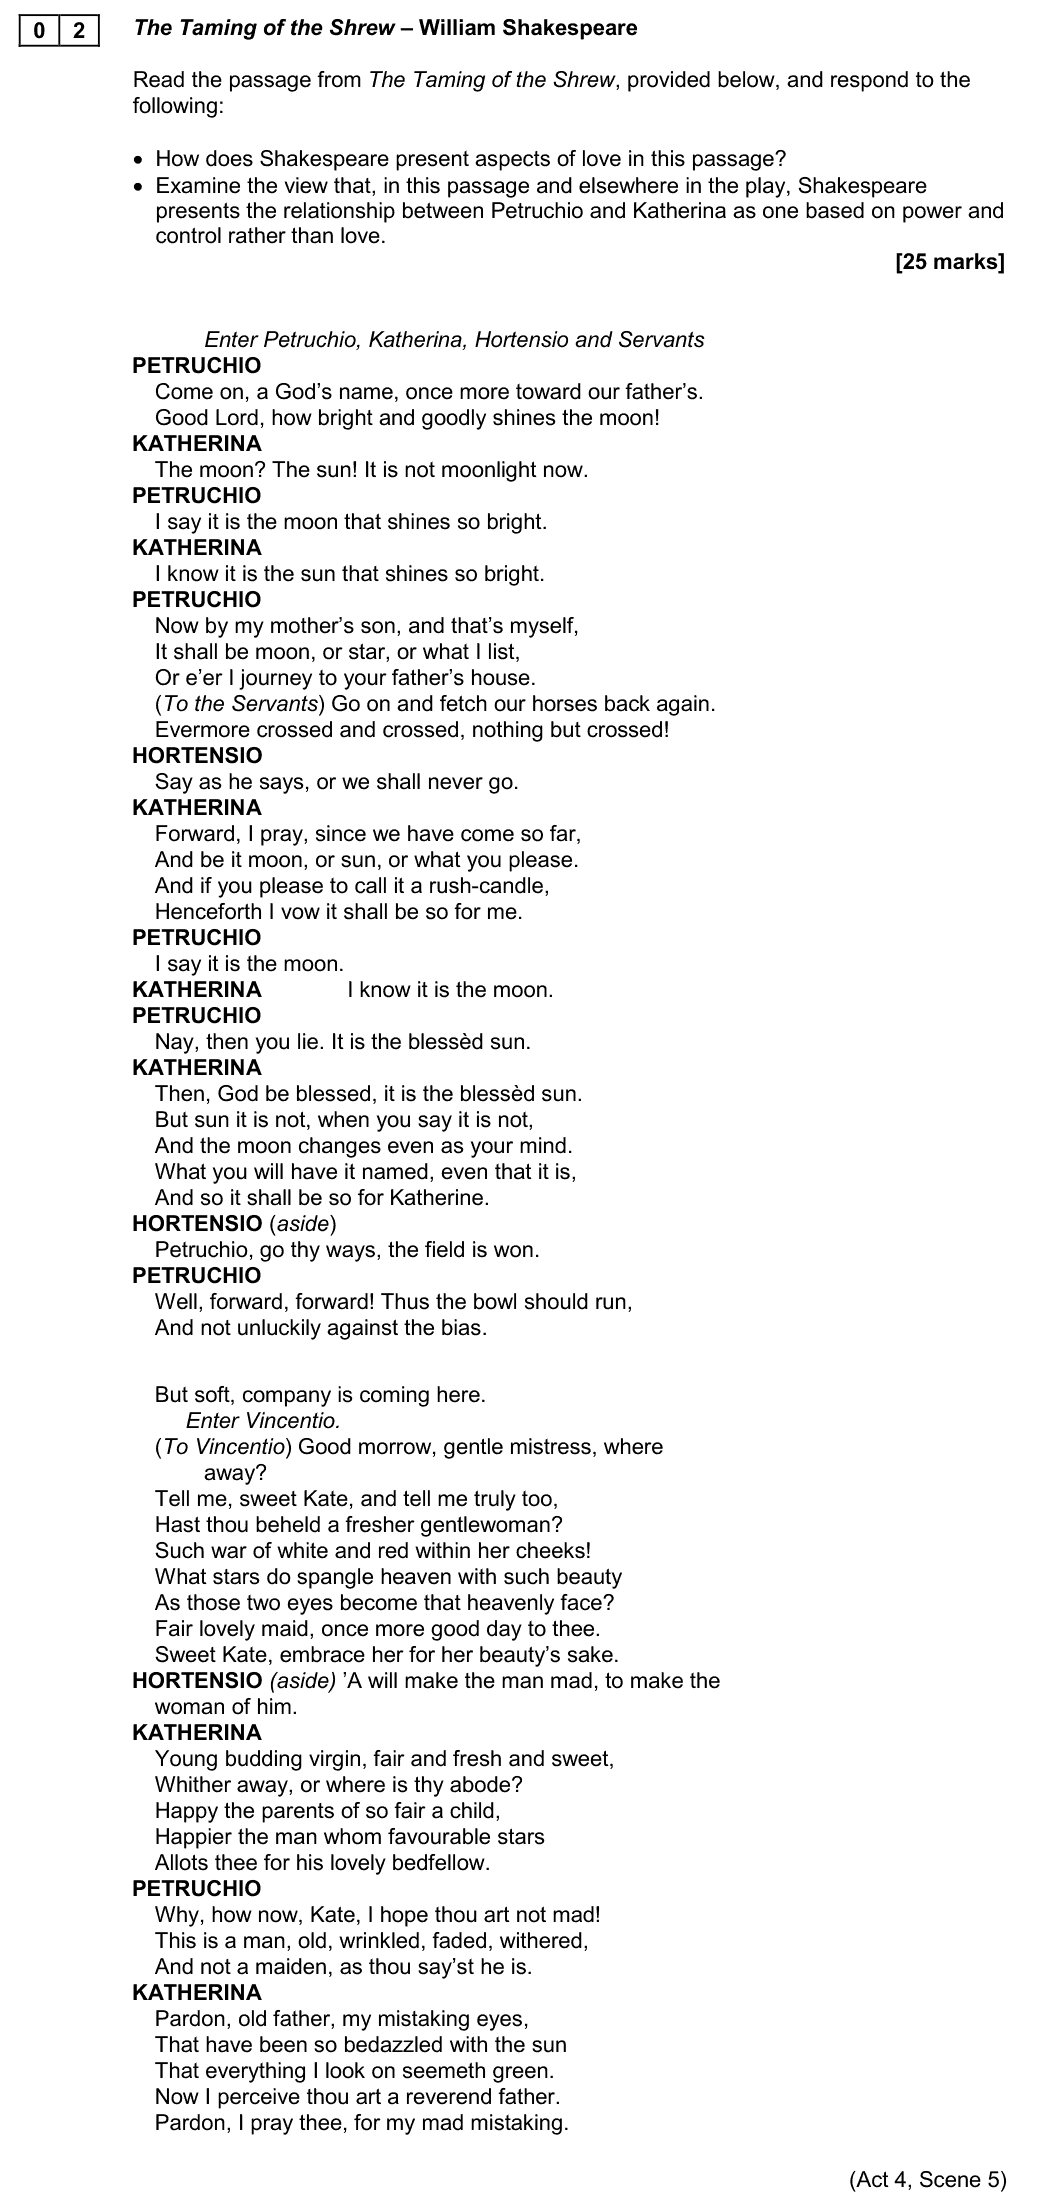 0 2 The Taming of the Shrew – William Shakespeare
Read the passage from The Taming of the Shrew, provided below, and respond to the
following:
• How does Shakespeare present aspects of love in this passage?
• Examine the view that, in this passage and elsewhere in the play, Shakespeare
presents the relationship between Petruchio and Katherina as one based on power and
control rather than love.
[25 marks]
Enter Petruchio, Katherina, Hortensio and Servants
PETRUCHIO
Come on, a God’s name, once more toward our father’s.
Good Lord, how bright and goodly shines the moon!
KATHERINA
The moon? The sun! It is not moonlight now.
PETRUCHIO
I say it is the moon that shines so bright.
KATHERINA
I know it is the sun that shines so bright.
PETRUCHIO
Now by my mother’s son, and that’s myself,
It shall be moon, or star, or what I list,
Or e’er I journey to your father’s house.
(To the Servants) Go on and fetch our horses back again.
Evermore crossed and crossed, nothing but crossed!
HORTENSIO
Say as he says, or we shall never go.
KATHERINA
Forward, I pray, since we have come so far,
And be it moon, or sun, or what you please.
And if you please to call it a rush-candle,
Henceforth I vow it shall be so for me.
PETRUCHIO
I say it is the moon.
KATHERINA I know it is the moon.
PETRUCHIO
Nay, then you lie. It is the blessèd sun.
KATHERINA
Then, God be blessed, it is the blessèd sun.
But sun it is not, when you say it is not,
And the moon changes even as your mind.
What you will have it named, even that it is,
And so it shall be so for Katherine.
HORTENSIO (aside)
Petruchio, go thy ways, the field is won.
PETRUCHIO
Well, forward, forward! Thus the bowl should run,
And not unluckily against the bias.
But soft, company is coming here.
Enter Vincentio.
(To Vincentio) Good morrow, gentle mistress, where
away?
Tell me, sweet Kate, and tell me truly too,
Hast thou beheld a fresher gentlewoman?
Such war of white and red within her cheeks!
What stars do spangle heaven with such beauty
As those two eyes become that heavenly face?
Fair lovely maid, once more good day to thee.
Sweet Kate, embrace her for her beauty’s sake.
HORTENSIO (aside) ’A will make the man mad, to make the
woman of him.
KATHERINA
Young budding virgin, fair and fresh and sweet,
Whither away, or where is thy abode?
Happy the parents of so fair a child,
Happier the man whom favourable stars
Allots thee for his lovely bedfellow.
PETRUCHIO
Why, how now, Kate, I hope thou art not mad!
This is a man, old, wrinkled, faded, withered,
And not a maiden, as thou say’st he is.
KATHERINA
Pardon, old father, my mistaking eyes,
That have been so bedazzled with the sun
That everything I look on seemeth green.
Now I perceive thou art a reverend father.
Pardon, I pray thee, for my mad mistaking.
(Act 4, Scene 5)